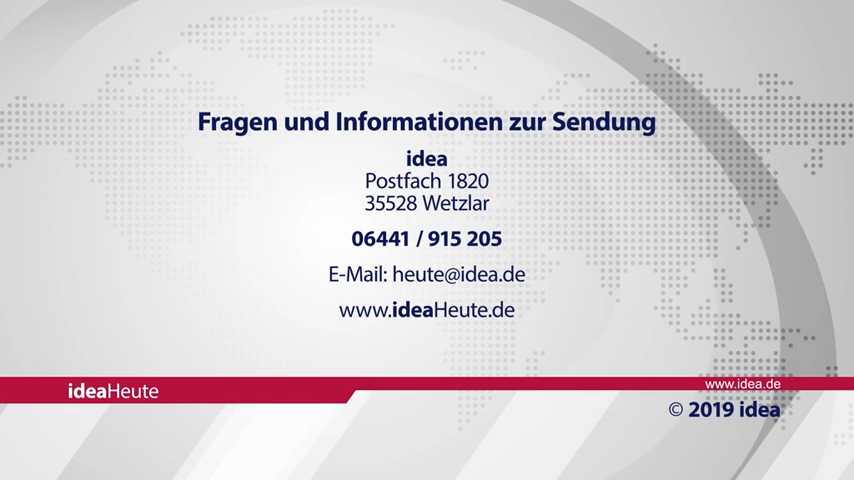 Fragen und Informationen zur Sendung
idea
Postfach 1820
35528 Wetzlar
06441 / 915 205
E-Mail: heute@idea.de
www.ideaHeute.de
www.idea.de
ideaHeute
© 2019 idea